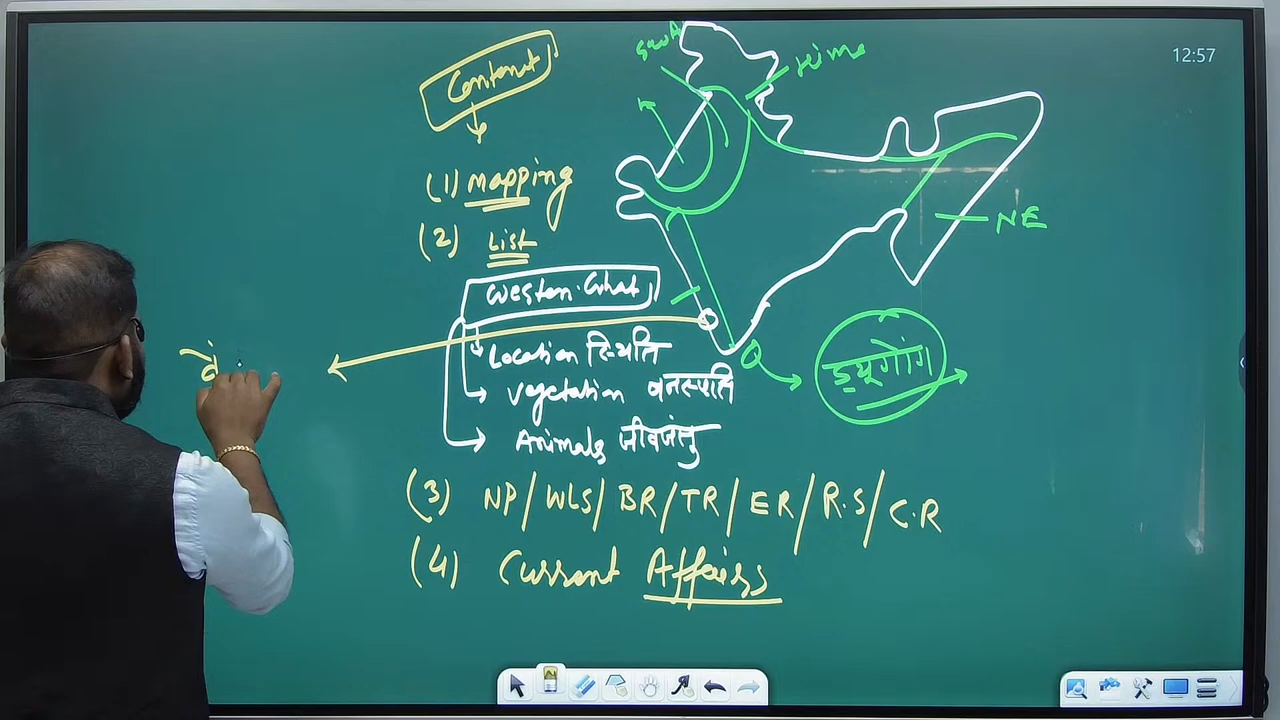 12:57
Content
Hima
(1) mapping
(2) List
NE
Westen.Ghat
Location स्थिति
vegetation वनस्पति
Animals जीवजंतु
ड्यूगोंग
(3) NP/WLS/BR/TR/ER/R.S/C.R
(4) Current Affairs